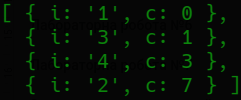 [ { i: '1', c: 0 },
  { i: '3', c: 1 },
  { i: '4', c: 3 },
  { i: '2', c: 7 } ]